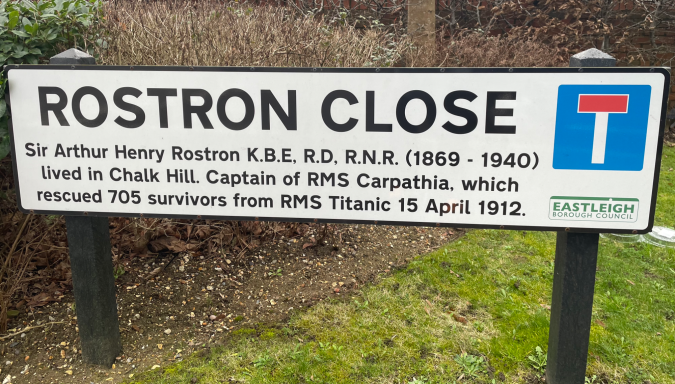 ROSTRON CLOSE
Sir Arthur Henry Rostron K.B.E, R.D, R.N.R. (1869 - 1940)
lived in Chalk Hill. Captain of RMS Carpathia, which
rescued 705 survivors from RMS Titanic 15 April 1912.
EASTLEIGH
BOROUGH COUNCIL